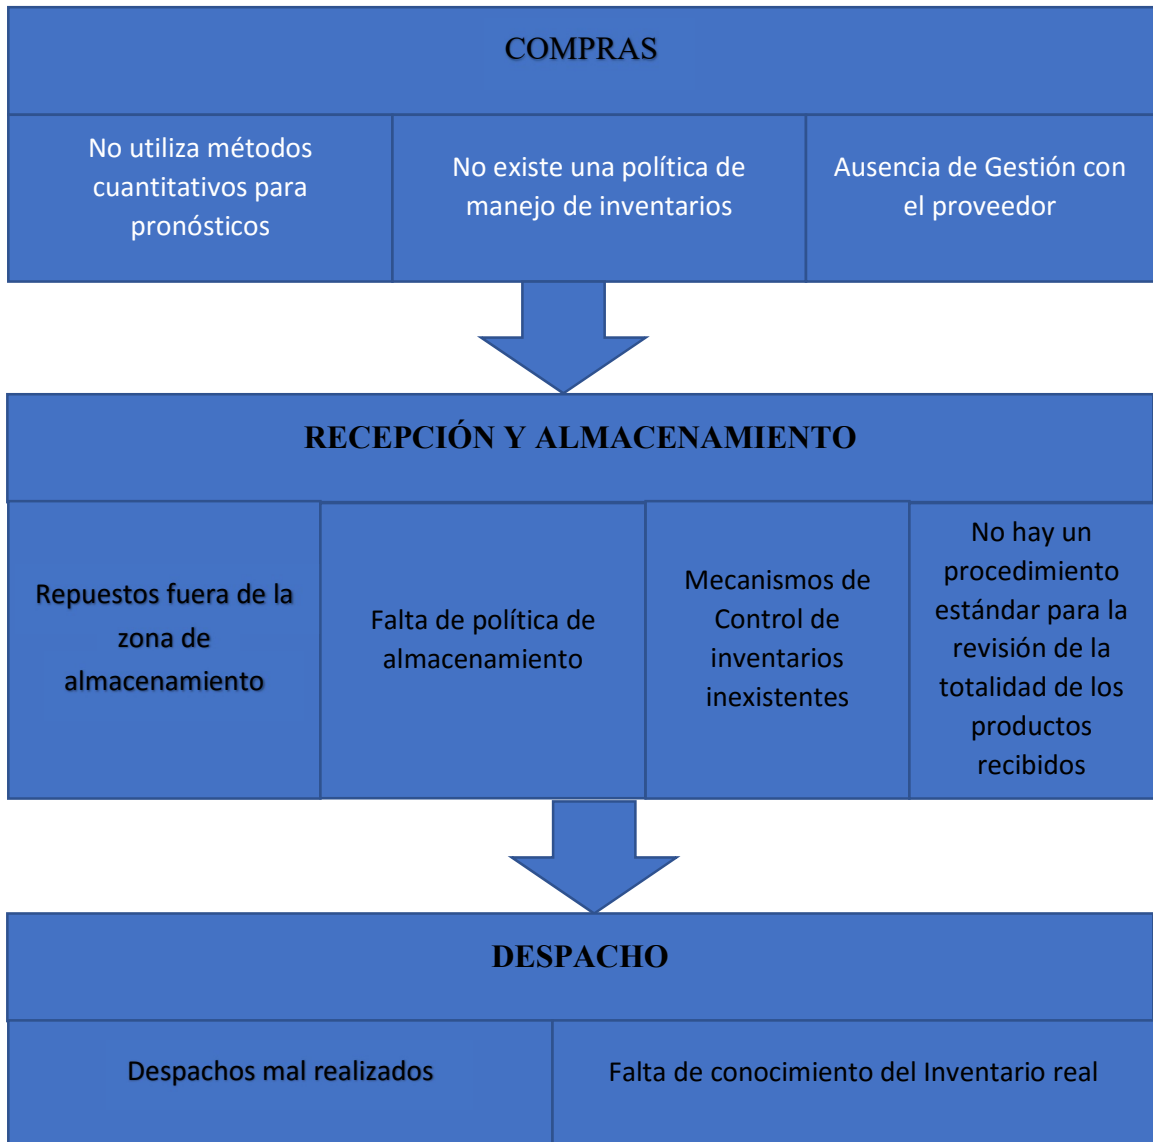 COMPRAS
No utiliza métodos
cuantitativos para
pronósticos
No existe una política de
manejo de inventarios
Ausencia de Gestión con
el proveedor
RECEPCIÓN Y ALMACENAMIENTO
Repuestos fuera de la
zona de
almacenamiento
Falta de política de
almacenamiento
Mecanismos de
Control de
inventarios
inexistentes
No hay un
procedimiento
estándar para la
revisión de la
totalidad de los
productos
recibidos
DESPACHO
Despachos mal realizados
Falta de conocimiento del Inventario real